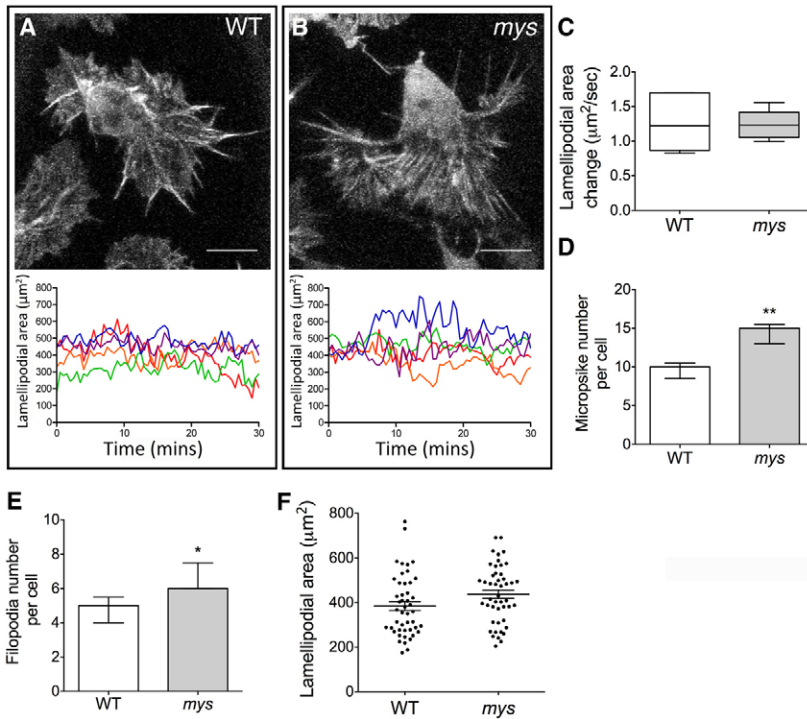 A WT
B mys
C
Lamellipodial area
change (μm²/sec)
2.0
1.5
1.0
0.5
0.0
WT mys
Lamellipodial area (μm²)
800
700
600
500
400
300
200
100
0
0 10 20 30
Time (mins)
Lamellipodial area (μm²)
800
700
600
500
400
300
200
100
0
0 10 20 30
Time (mins)
D
Micropsike number
per cell
20
15
10
5
0
**
WT mys
E
Filopodia number
per cell
10
8
6
4
2
0
*
WT mys
F
Lamellipodial area (μm²)
800
600
400
200
0
WT mys